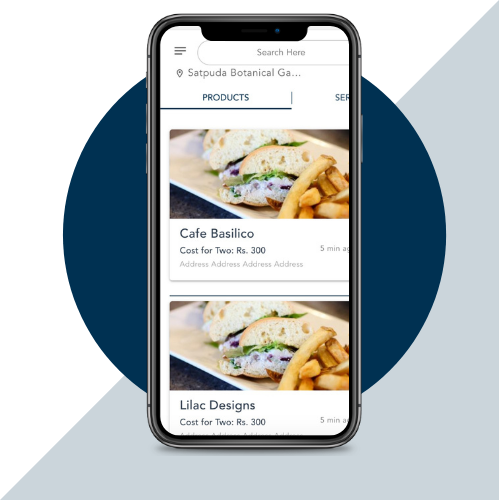 Search Here
Satpuda Botanical Ga...
PRODUCTS | SER
Cafe Basilico
Cost for Two: Rs. 300
5 min ag
Address Address Address Address
Lilac Designs
Cost for Two: Rs. 300
5 min ag